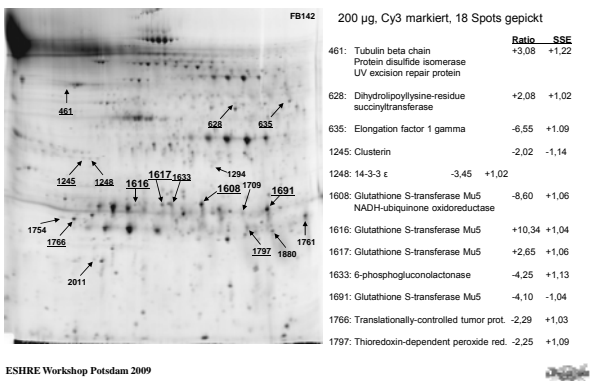 FB142
200 µg, Cy3 markiert, 18 Spots gepickt
Ratio SSE
461: Tubulin beta chain +3,08 +1,22
Protein disulfide isomerase
UV excision repair protein
628: Dihydrolipoyllysine-residue +2,08 +1,02
succinyltransferase
635: Elongation factor 1 gamma -6,55 +1.09
1245: Clusterin -2,02 -1,14
1248: 14-3-3 ε -3,45 +1,02
1608: Glutathione S-transferase Mu5 -8,60 +1,06
NADH-ubiquinone oxidoreductase
1616: Glutathione S-transferase Mu5 +10,34 +1,04
1617: Glutathione S-transferase Mu5 +2,65 +1,06
1633: 6-phosphogluconolactonase -4,25 +1,13
1691: Glutathione S-transferase Mu5 -4,10 -1,04
1766: Translationally-controlled tumor prot. -2,29 +1,03
1797: Thioredoxin-dependent peroxide red. -2,25 +1,09
461
628
635
1294
1245
1248
1616
1617
1633
1608
1709
1691
1754
1766
1797
1880
1761
2011
ESHRE Workshop Potsdam 2009